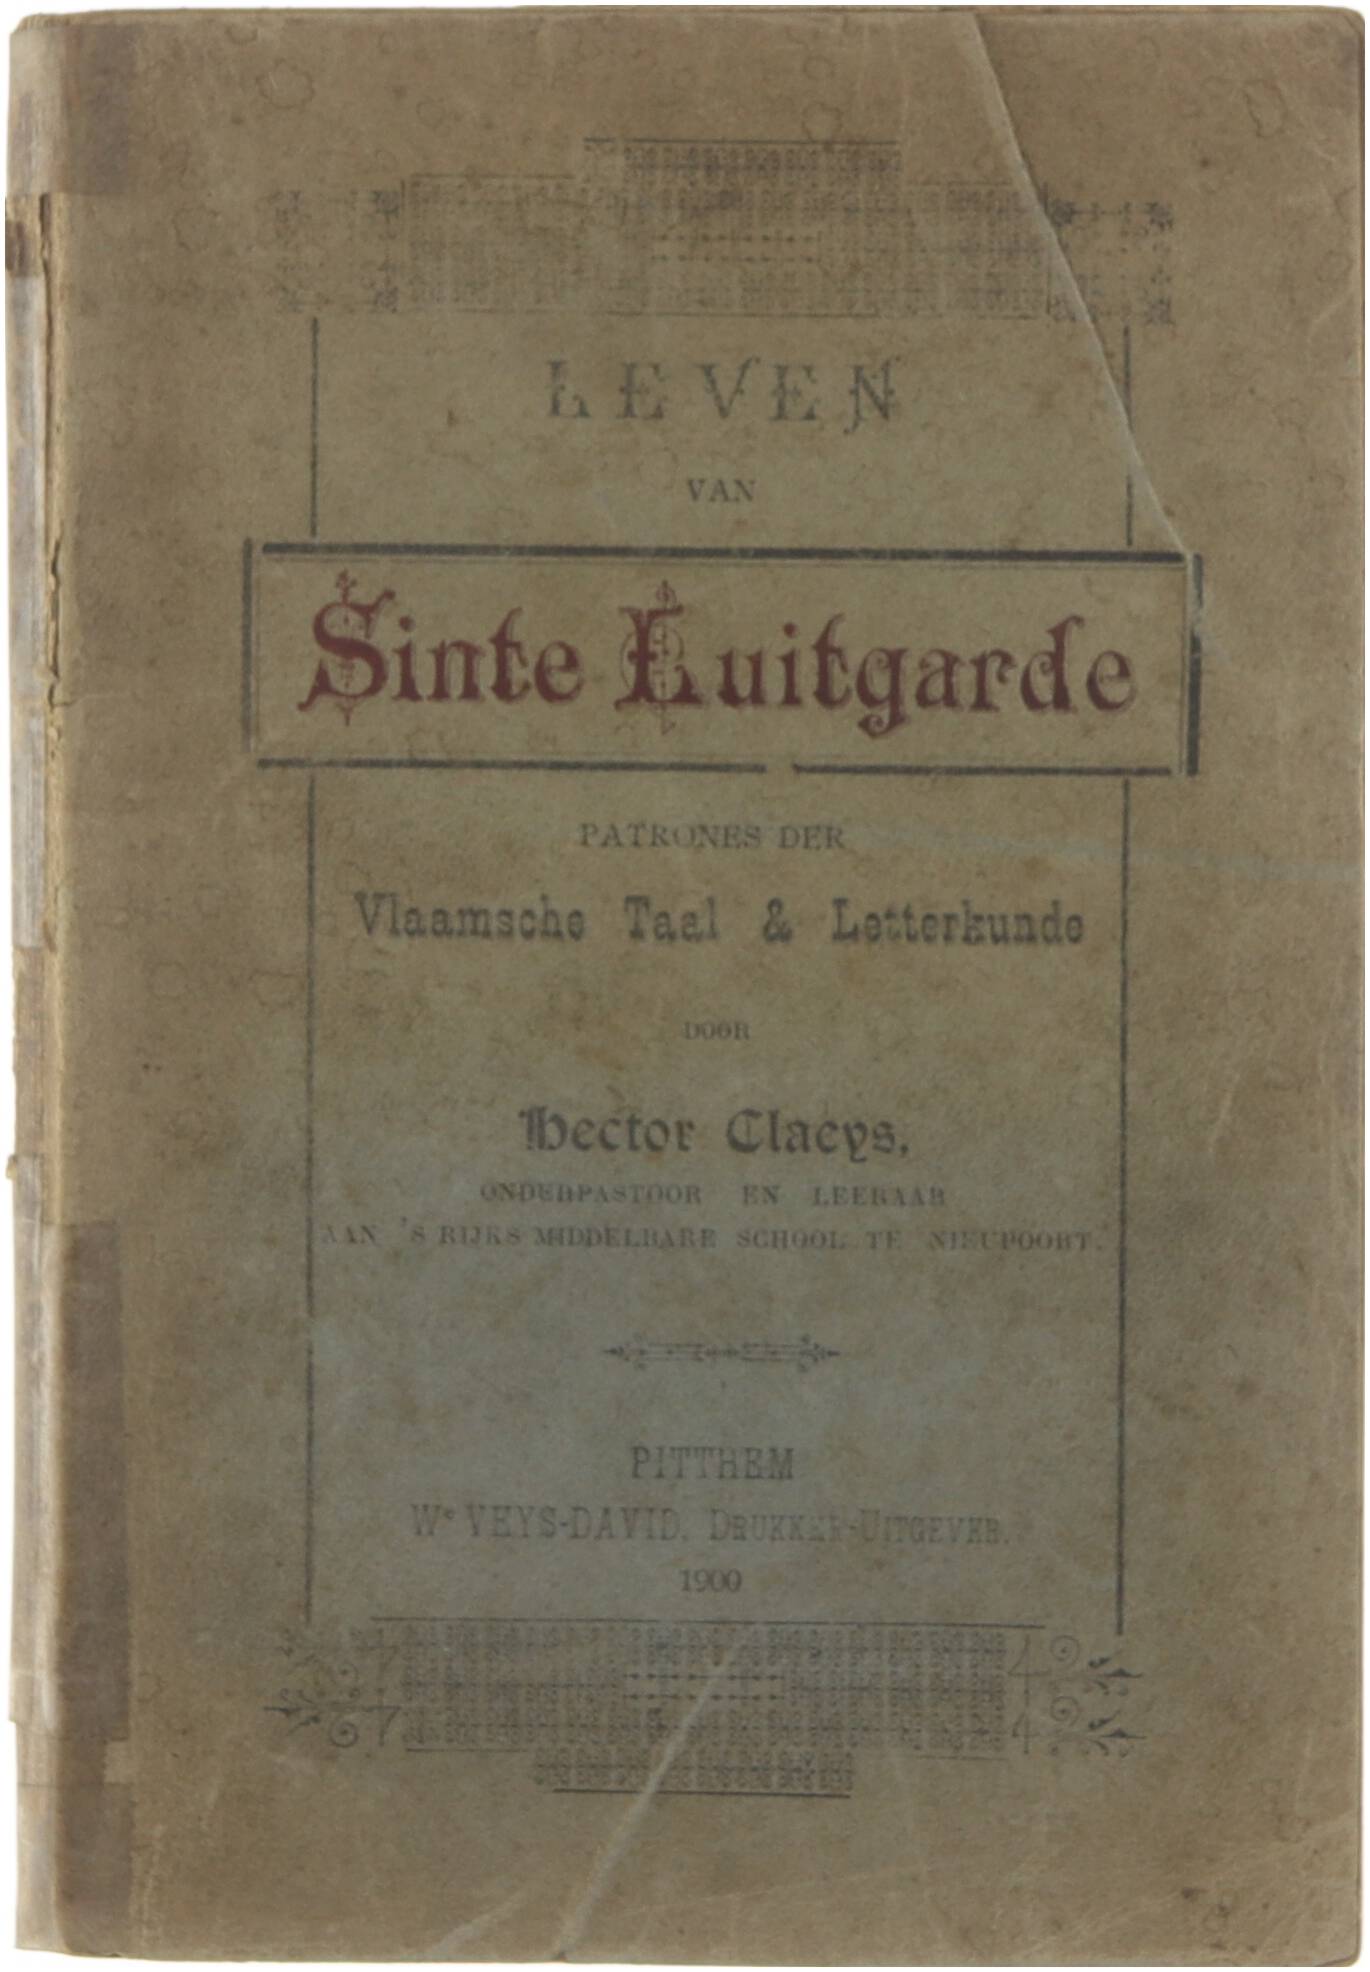 LEVEN
VAN
Sinte Luitgarde
PATRONES DER
Vlaamsche Taal & Letterkunde
DOOR
Hector Claeys,
ONDERPASTOOR EN LEERAAR
AAN 'S RIJKS MIDDELBARE SCHOOL TE NIEUPOORT.
PITTHEM
We VEYS-DAVID, DRUKKER-UITGEVER.
1900